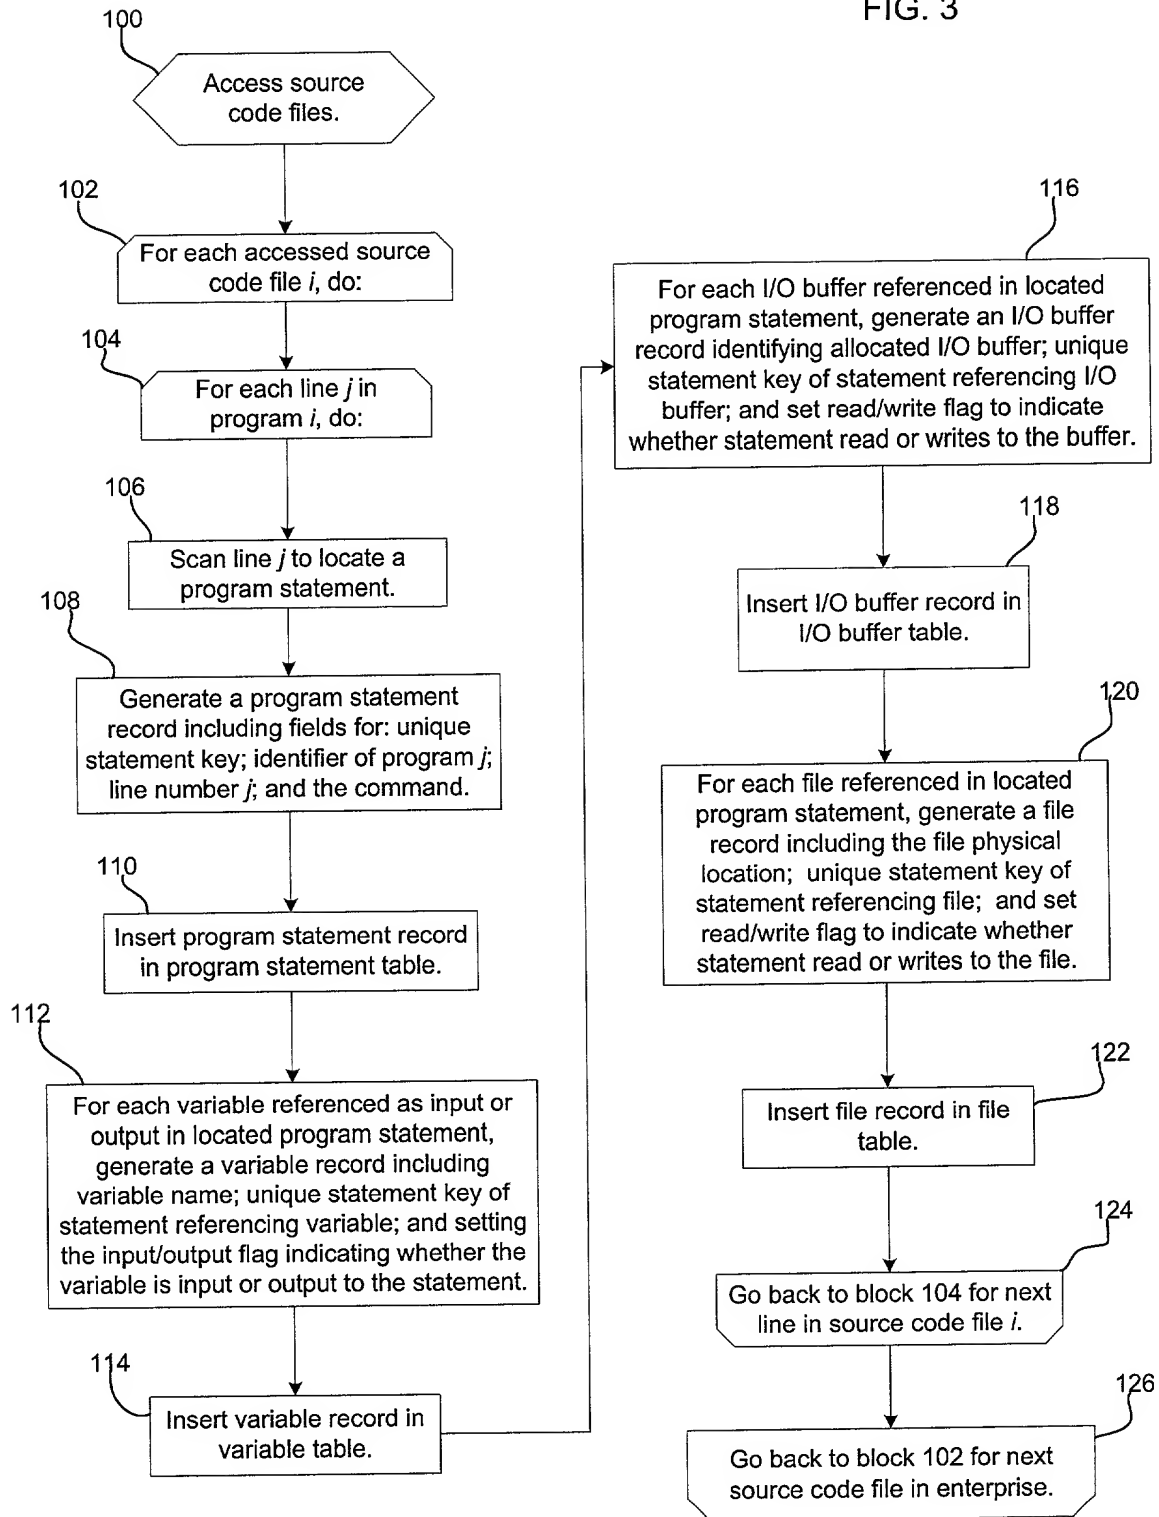 FIG. 3
100
Access source
code files.
102
For each accessed source
code file i, do:
104
For each line j in
program i, do:
106
Scan line j to locate a
program statement.
108
Generate a program statement
record including fields for: unique
statement key; identifier of program j;
line number j; and the command.
110
Insert program statement record
in program statement table.
112
For each variable referenced as input or
output in located program statement,
generate a variable record including
variable name; unique statement key of
statement referencing variable; and setting
the input/output flag indicating whether the
variable is input or output to the statement.
114
Insert variable record in
variable table.
116
For each I/O buffer referenced in located
program statement, generate an I/O buffer
record identifying allocated I/O buffer; unique
statement key of statement referencing I/O
buffer; and set read/write flag to indicate
whether statement read or writes to the buffer.
118
Insert I/O buffer record in
I/O buffer table.
120
For each file referenced in located
program statement, generate a file
record including the file physical
location; unique statement key of
statement referencing file; and set
read/write flag to indicate whether
statement read or writes to the file.
122
Insert file record in file
table.
124
Go back to block 104 for next
line in source code file i.
126
Go back to block 102 for next
source code file in enterprise.